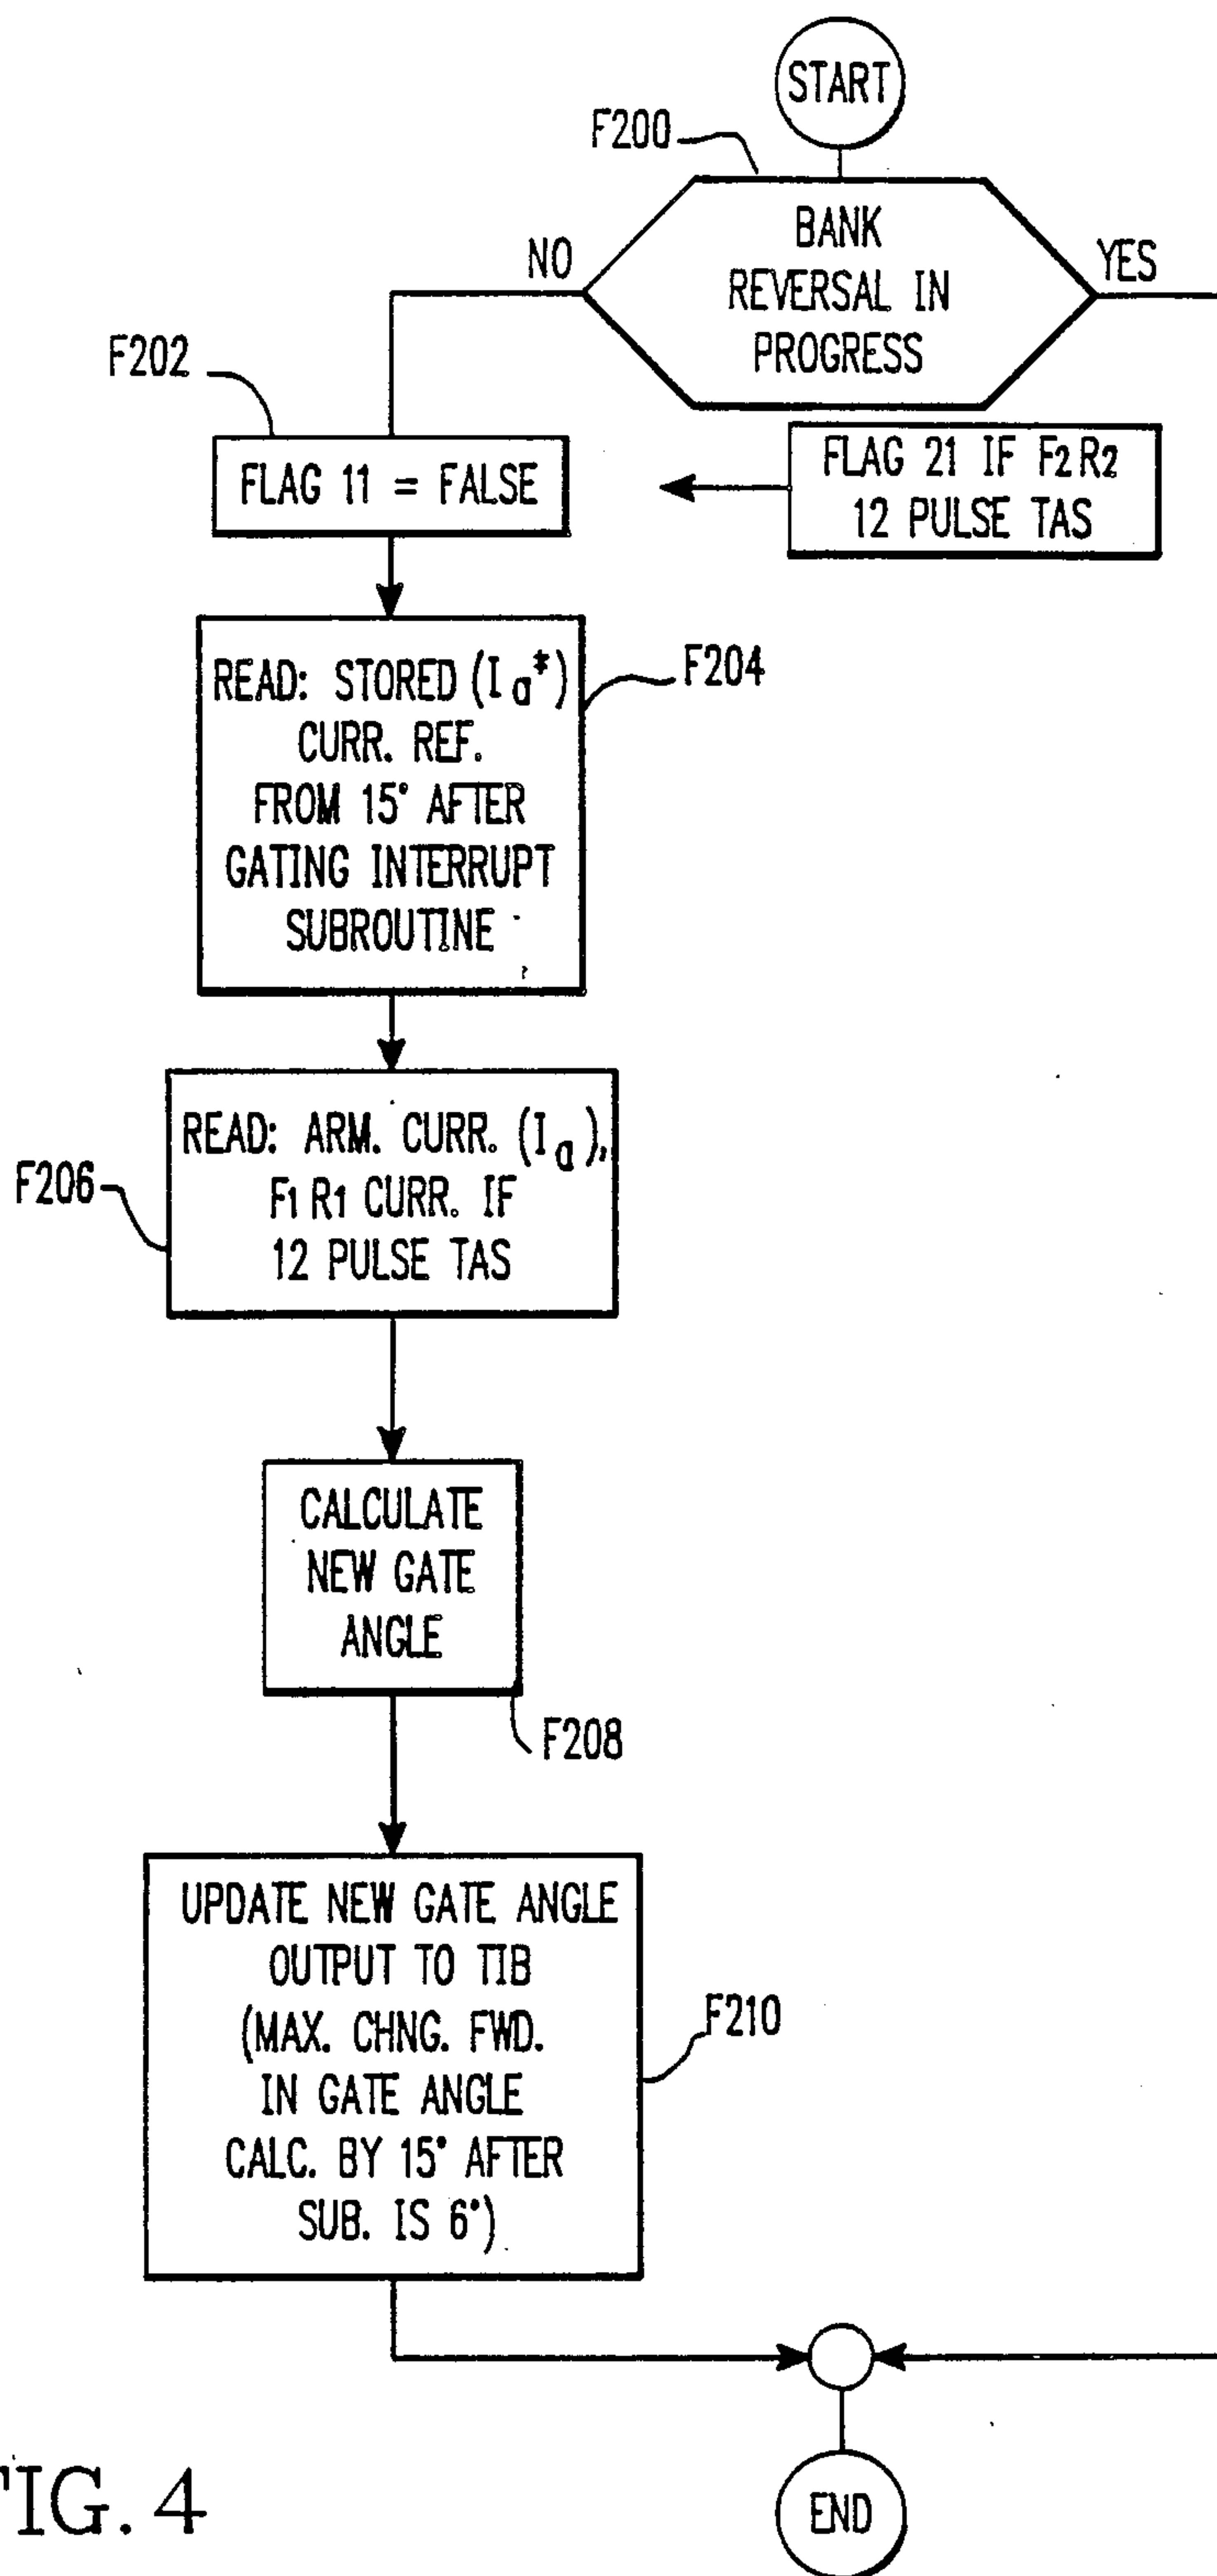 START
F200
BANK
REVERSAL IN
PROGRESS
NO
YES
F202
FLAG 11 = FALSE
FLAG 21 IF F2 R2
12 PULSE TAS
READ: STORED (Ia*)
CURR. REF.
FROM 15° AFTER
GATING INTERRUPT
SUBROUTINE
F204
READ: ARM. CURR. (Ia),
F1 R1 CURR. IF
12 PULSE TAS
F206
CALCULATE
NEW GATE
ANGLE
F208
UPDATE NEW GATE ANGLE
OUTPUT TO TIB
(MAX. CHNG. FWD.
IN GATE ANGLE
CALC. BY 15° AFTER
SUB. IS 6°)
F210
END
FIG. 4